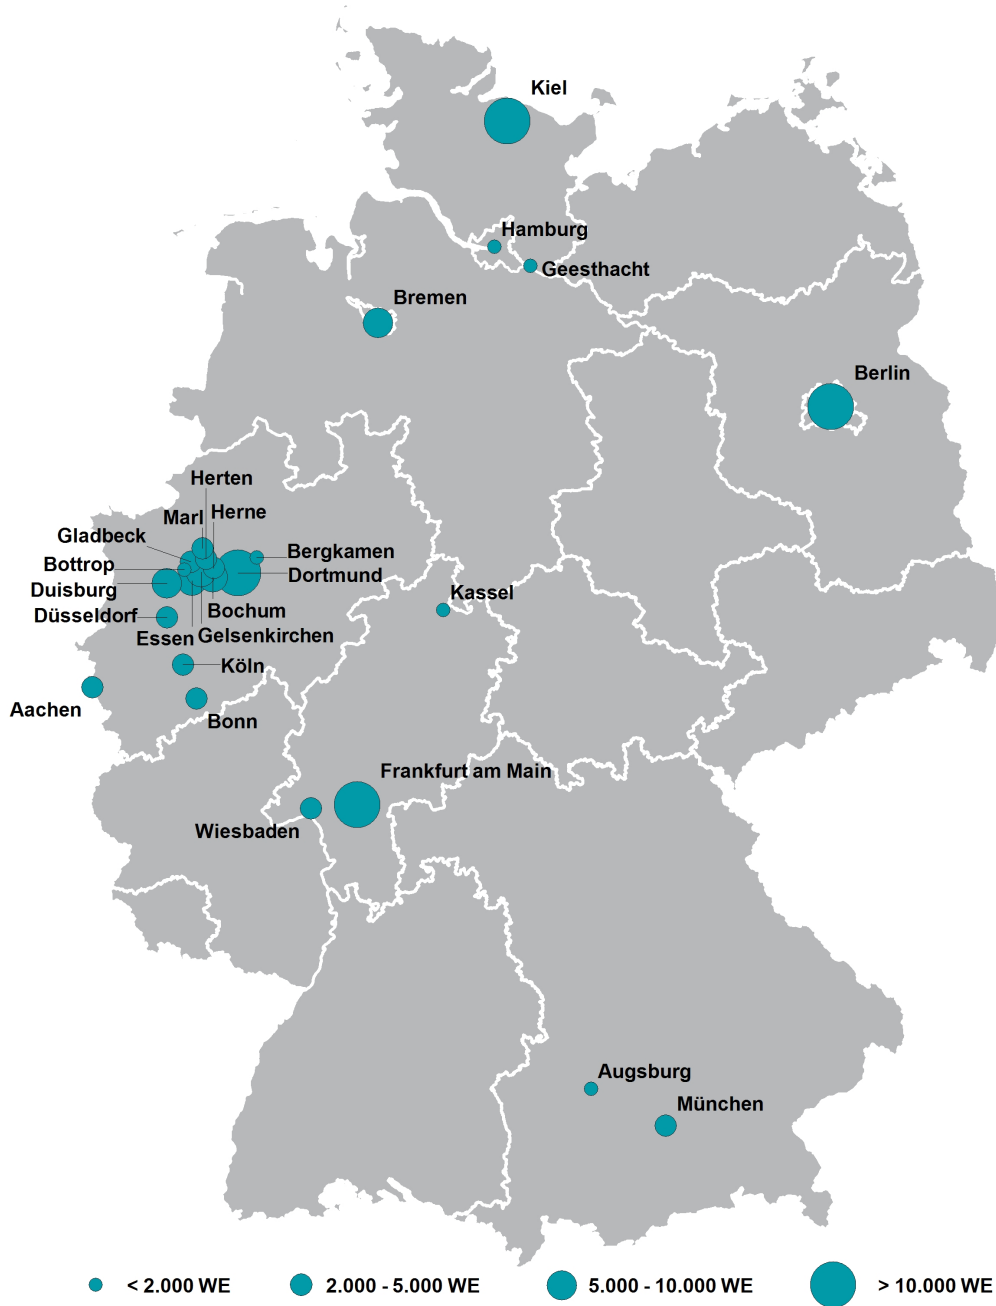 Kiel
Hamburg
Geesthacht
Bremen
Berlin
Herten
Marl
Herne
Gladbeck
Bergkamen
Bottrop
Dortmund
Duisburg
Kassel
Düsseldorf
Bochum
Essen
Gelsenkirchen
Köln
Aachen
Bonn
Frankfurt am Main
Wiesbaden
Augsburg
München
< 2.000 WE
2.000 - 5.000 WE
5.000 - 10.000 WE
> 10.000 WE